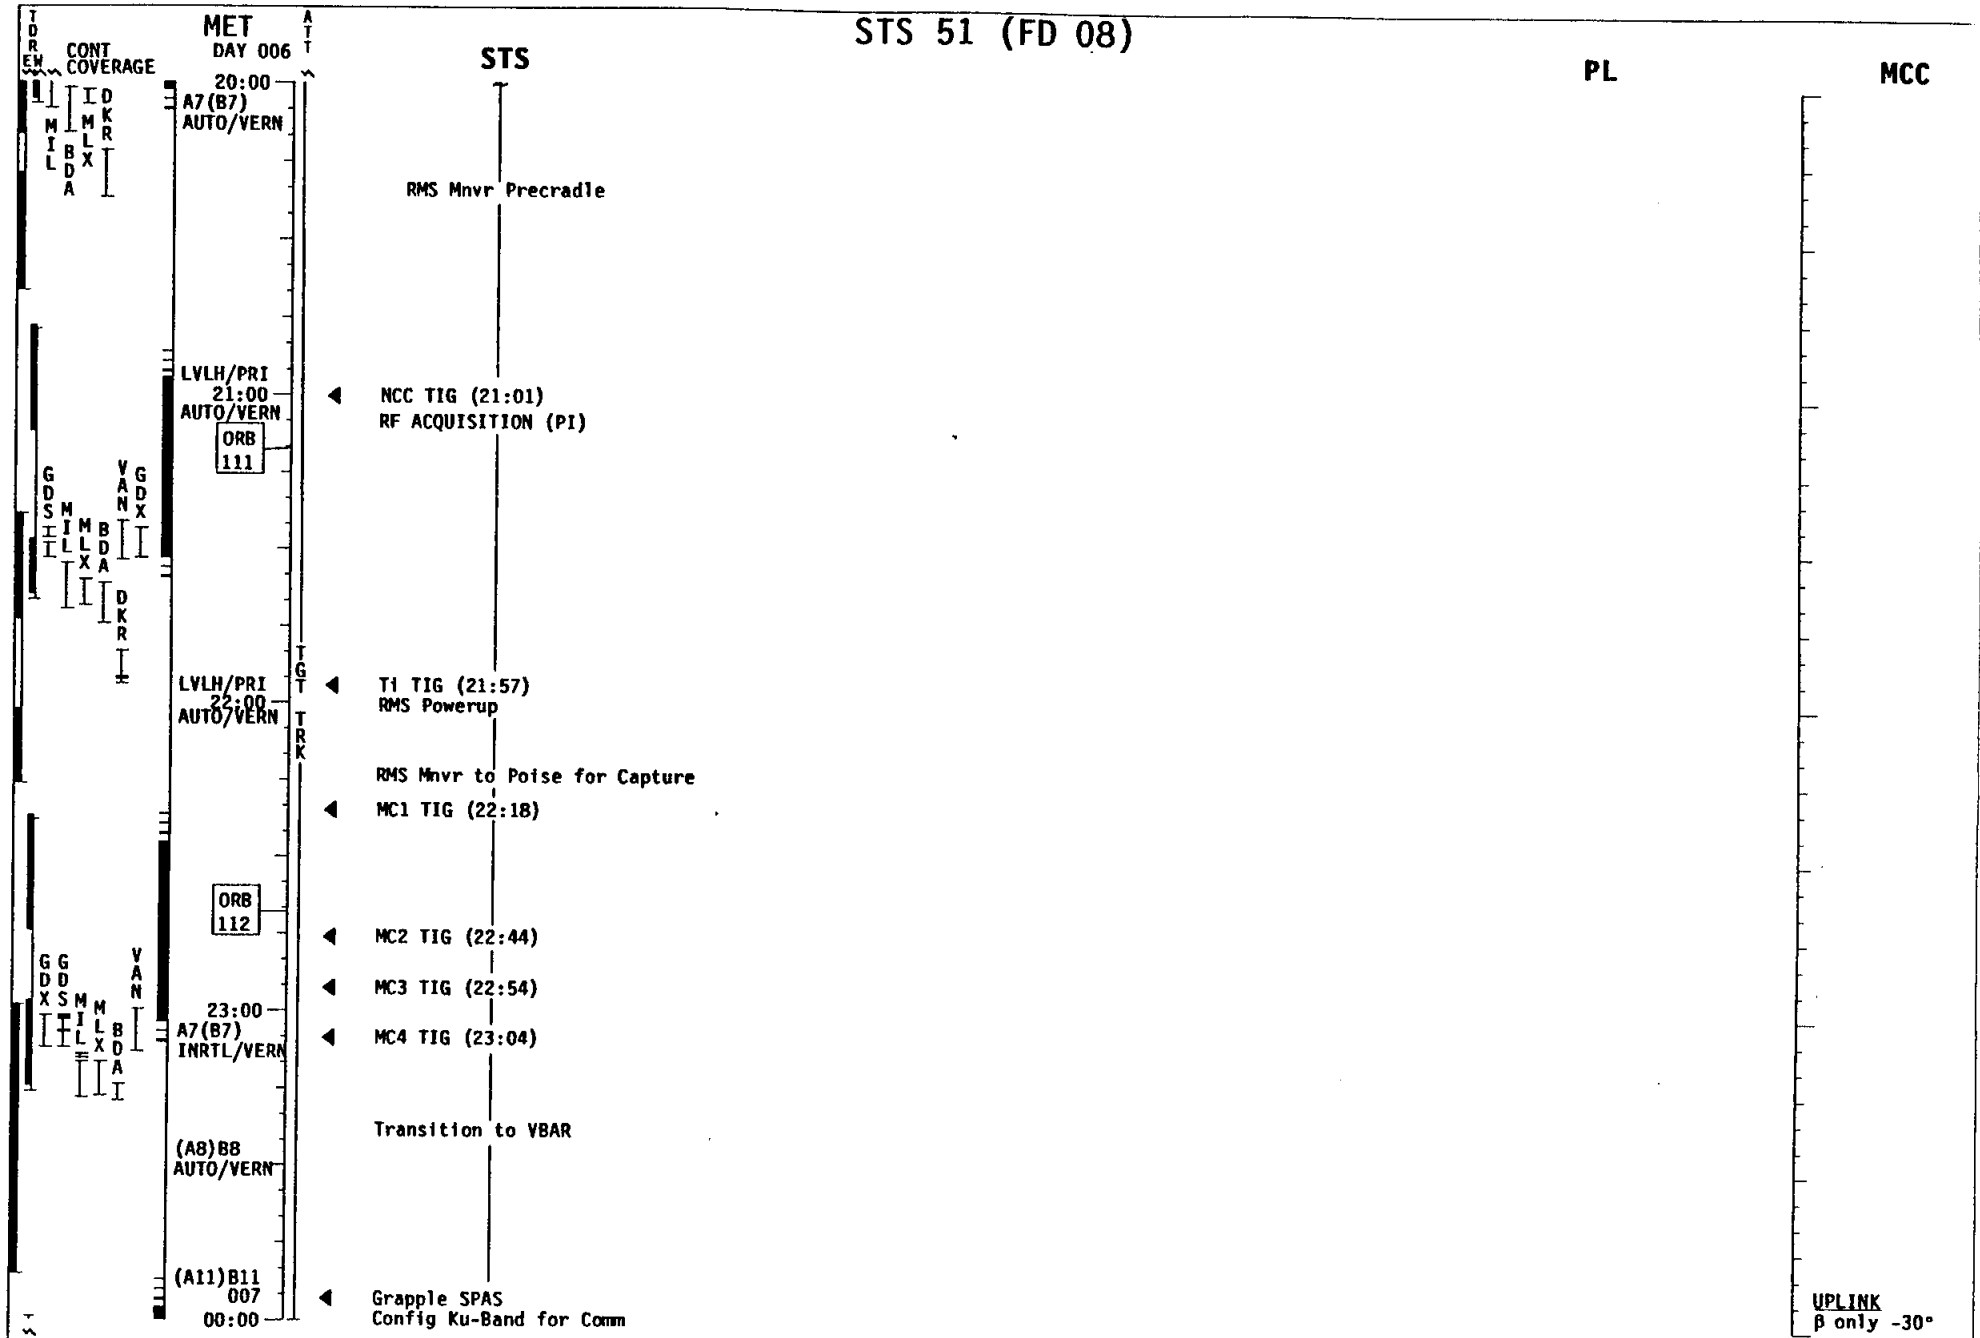 STS 51 (FD 08)
TDRE W
CONT COVERAGE
MET
DAY 006
ATT
STS
PL
MCC
20:00
A7(B7)
AUTO/VERN
MIL
BDA
MLX
DKR
RMS Mnvr Precradle
LVLH/PRI
21:00
AUTO/VERN
NCC TIG (21:01)
RF ACQUISITION (PI)
ORB
111
GDS
MIL
MLX
BDA
VAN
GDX
DKR
TGT TRK
LVLH/PRI
22:00
AUTO/VERN
Ti TIG (21:57)
RMS Powerup
RMS Mnvr to Poise for Capture
MC1 TIG (22:18)
ORB
112
MC2 TIG (22:44)
MC3 TIG (22:54)
GDX
GDS
MIL
MLX
BDA
VAN
23:00
A7(B7)
INRTL/VERN
MC4 TIG (23:04)
Transition to VBAR
(A8)B8
AUTO/VERN
(A11)B11
007
00:00
Grapple SPAS
Config Ku-Band for Comm
UPLINK
β only -30°